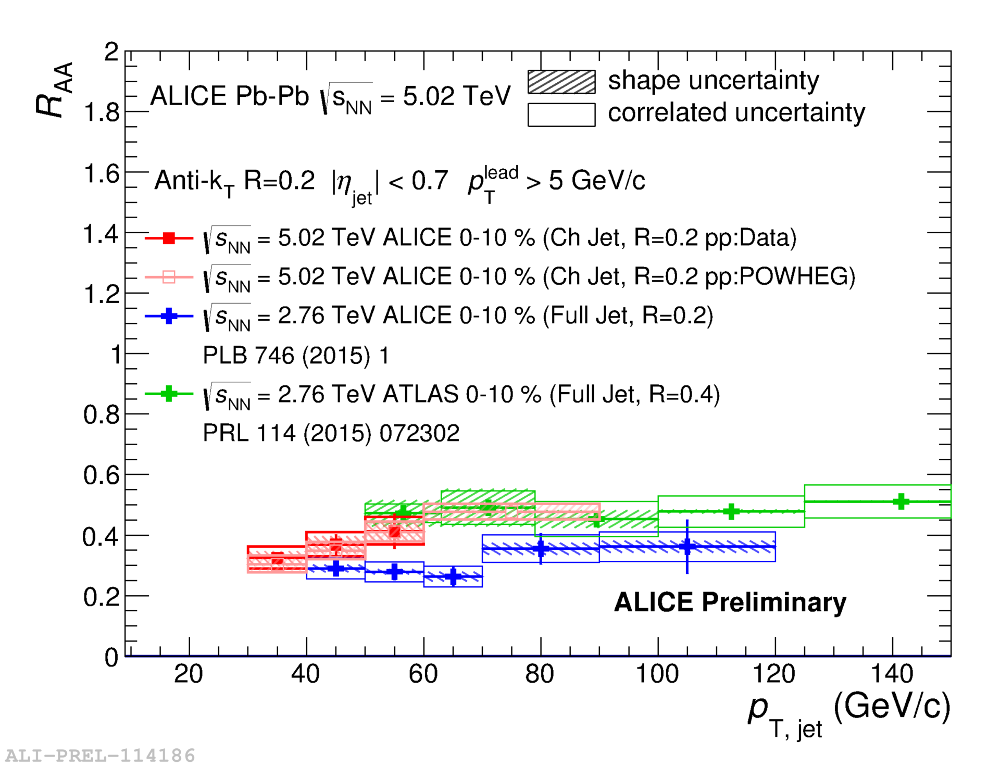 R_AA
2
1.8
1.6
1.4
1.2
1
0.8
0.6
0.4
0.2
0
ALICE Pb-Pb √s_NN = 5.02 TeV
shape uncertainty
correlated uncertainty
Anti-k_T R=0.2 |η_jet| < 0.7 p_T^lead > 5 GeV/c
√s_NN = 5.02 TeV ALICE 0-10 % (Ch Jet, R=0.2 pp:Data)
√s_NN = 5.02 TeV ALICE 0-10 % (Ch Jet, R=0.2 pp:POWHEG)
√s_NN = 2.76 TeV ALICE 0-10 % (Full Jet, R=0.2)
PLB 746 (2015) 1
√s_NN = 2.76 TeV ATLAS 0-10 % (Full Jet, R=0.4)
PRL 114 (2015) 072302
ALICE Preliminary
20 40 60 80 100 120 140
p_T, jet (GeV/c)
ALI-PREL-114186